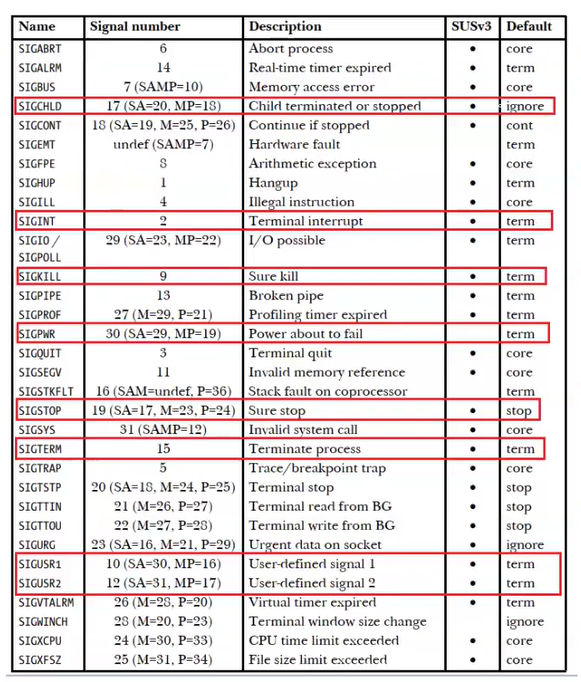 Name Signal number Description SUSv3 Default
SIGABRT 6 Abort process • core
SIGALRM 14 Real-time timer expired • term
SIGBUS 7 (SAMP=10) Memory access error • core
SIGCHLD 17 (SA=20, MP=18) Child terminated or stopped • ignore
SIGCONT 18 (SA=19, M=25, P=26) Continue if stopped • cont
SIGEMT undef (SAMP=7) Hardware fault term
SIGFPE 8 Arithmetic exception • core
SIGHUP 1 Hangup • term
SIGILL 4 Illegal instruction • core
SIGINT 2 Terminal interrupt • term
SIGIO / 29 (SA=23, MP=22) I/O possible • term
SIGPOLL
SIGKILL 9 Sure kill • term
SIGPIPE 13 Broken pipe • term
SIGPROF 27 (M=29, P=21) Profiling timer expired • term
SIGPWR 30 (SA=29, MP=19) Power about to fail term
SIGQUIT 3 Terminal quit • core
SIGSEGV 11 Invalid memory reference • core
SIGSTKFLT 16 (SAM=undef, P=36) Stack fault on coprocessor term
SIGSTOP 19 (SA=17, M=23, P=24) Sure stop • stop
SIGSYS 31 (SAMP=12) Invalid system call • core
SIGTERM 15 Terminate process • term
SIGTRAP 5 Trace/breakpoint trap • core
SIGTSTP 20 (SA=18, M=24, P=25) Terminal stop • stop
SIGTTIN 21 (M=26, P=27) Terminal read from BG • stop
SIGTTOU 22 (M=27, P=28) Terminal write from BG • stop
SIGURG 23 (SA=16, M=21, P=29) Urgent data on socket • ignore
SIGUSR1 10 (SA=30, MP=16) User-defined signal 1 • term
SIGUSR2 12 (SA=31, MP=17) User-defined signal 2 • term
SIGVTALRM 26 (M=28, P=20) Virtual timer expired • term
SIGWINCH 28 (M=20, P=23) Terminal window size change ignore
SIGXCPU 24 (M=30, P=33) CPU time limit exceeded • core
SIGXFSZ 25 (M=31, P=34) File size limit exceeded • core